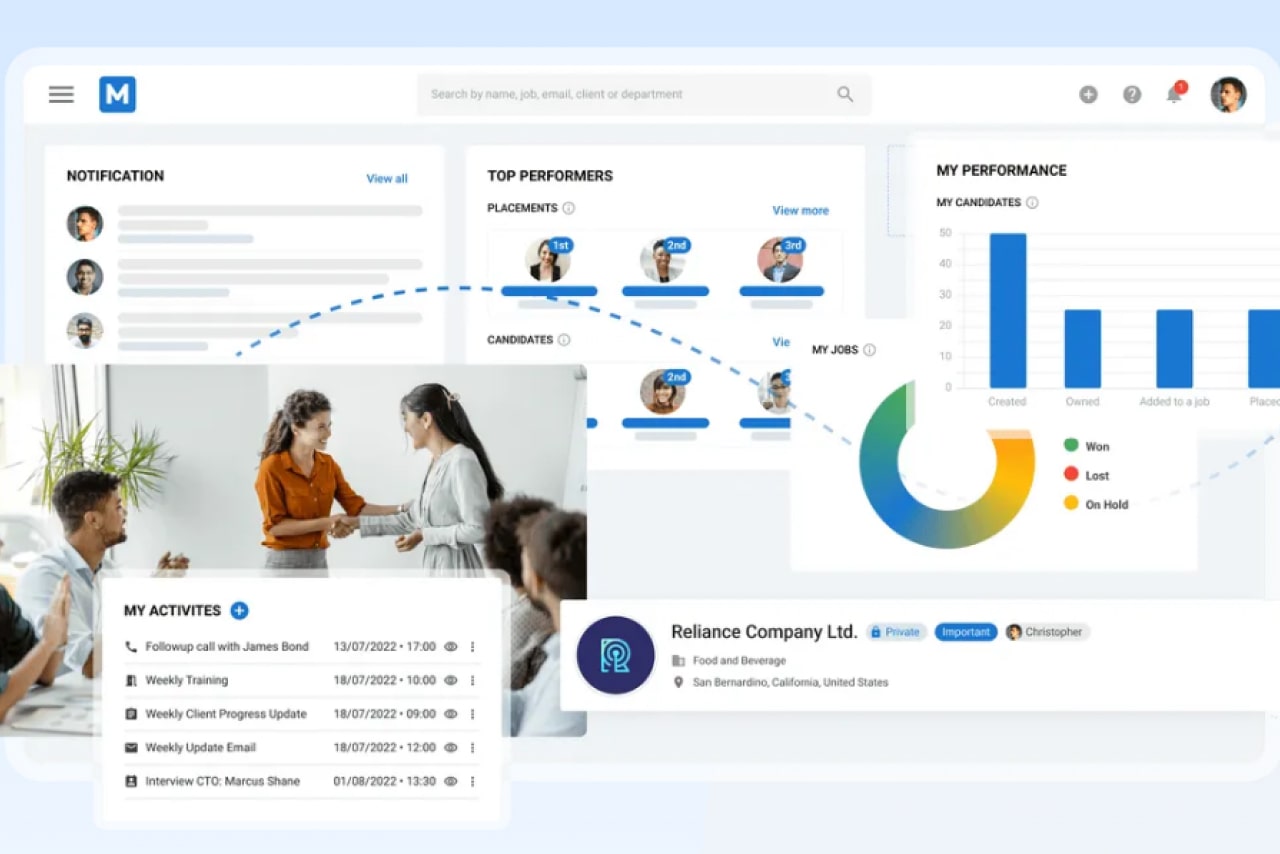 M
Search by name, job, email, client or department
1
NOTIFICATION
View all
TOP PERFORMERS
PLACEMENTS
View more
1st
2nd
3rd
CANDIDATES
Vie
2nd
3
MY PERFORMANCE
MY CANDIDATES
50
40
30
20
10
0
Created
Owned
Added to a job
Placed
MY JOBS
Won
Lost
On Hold
MY ACTIVITES
Followup call with James Bond 13/07/2022 • 17:00
Weekly Training 18/07/2022 • 10:00
Weekly Client Progress Update 18/07/2022 • 09:00
Weekly Update Email 18/07/2022 • 12:00
Interview CTO: Marcus Shane 01/08/2022 • 13:30
Reliance Company Ltd. Private Important Christopher
Food and Beverage
San Bernardino, California, United States